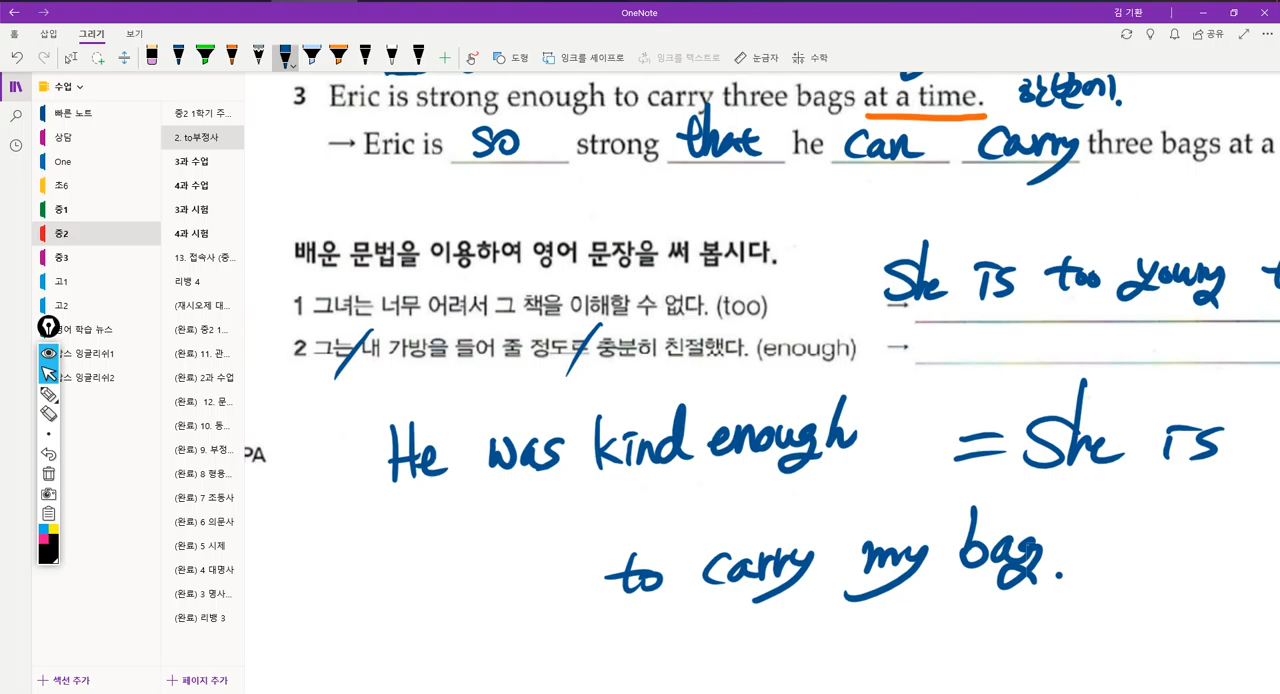 OneNote
김 기환
홈 삽입 그리기 보기
공유
도형 잉크를 셰이프로 잉크를 텍스트로 눈금자 수학
수업
빠른 노트
상담
One
초6
중1
중2
중3
고1
고2
영어 학습 뉴스
스 잉글리쉬1
스 잉글리쉬2
섹션 추가
중2 1학기 주...
2. to부정사
3과 수업
4과 수업
3과 시험
4과 시험
13. 접속사 (중...
리뱅 4
(재시오제 대...
(완료) 중2 1...
(완료) 11. 관...
(완료) 2과 수업
(완료) 12. 문...
(완료) 10. 동...
(완료) 9. 부정...
(완료) 8 형용...
(완료) 7 조동사
(완료) 6 의문사
(완료) 5 시제
(완료) 4 대명사
(완료) 3 명사...
(완료) 리뱅 3
페이지 추가
3 Eric is strong enough to carry three bags at a time. 한번에.
→ Eric is so strong that he can carry three bags at a
배운 문법을 이용하여 영어 문장을 써 봅시다.
1 그녀는 너무 어려서 그 책을 이해할 수 없다. (too) → She is too young t
2 그는 내 가방을 들어 줄 정도로 충분히 친절했다. (enough) →
He was kind enough = She is
PA
to carry my bag.